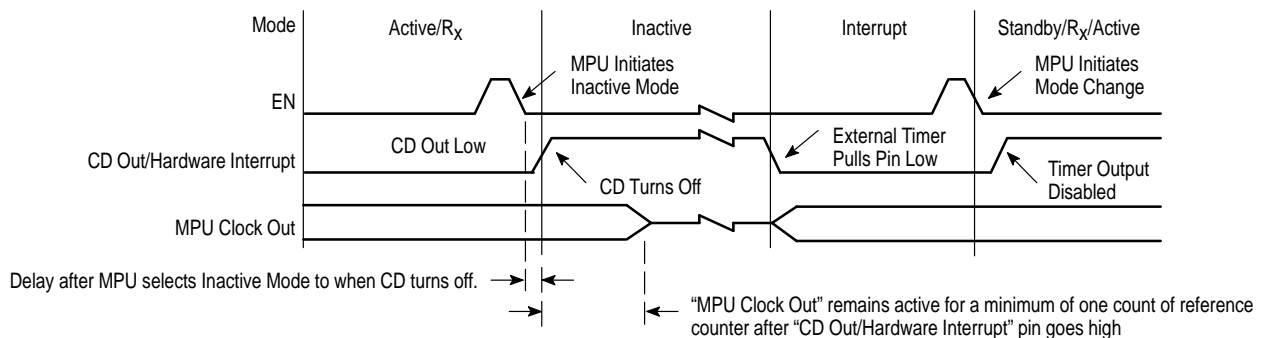 Mode Active/RX Inactive Interrupt Standby/RX/Active
MPU Initiates
Inactive Mode
MPU Initiates
Mode Change
EN
CD Out Low
External Timer
Pulls Pin Low
CD Out/Hardware Interrupt
CD Turns Off
Timer Output
Disabled
MPU Clock Out
Delay after MPU selects Inactive Mode to when CD turns off.
“MPU Clock Out” remains active for a minimum of one count of reference
counter after “CD Out/Hardware Interrupt” pin goes high